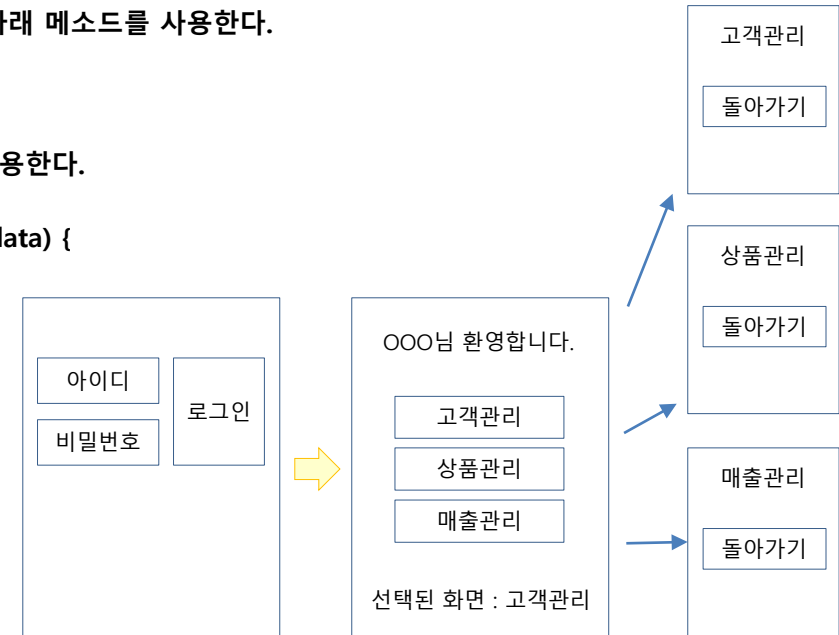 래 메소드를 사용한다.
용한다.
data) {
아이디
비밀번호
로그인
OOO님 환영합니다.
고객관리
상품관리
매출관리
선택된 화면 : 고객관리
고객관리
돌아가기
상품관리
돌아가기
매출관리
돌아가기